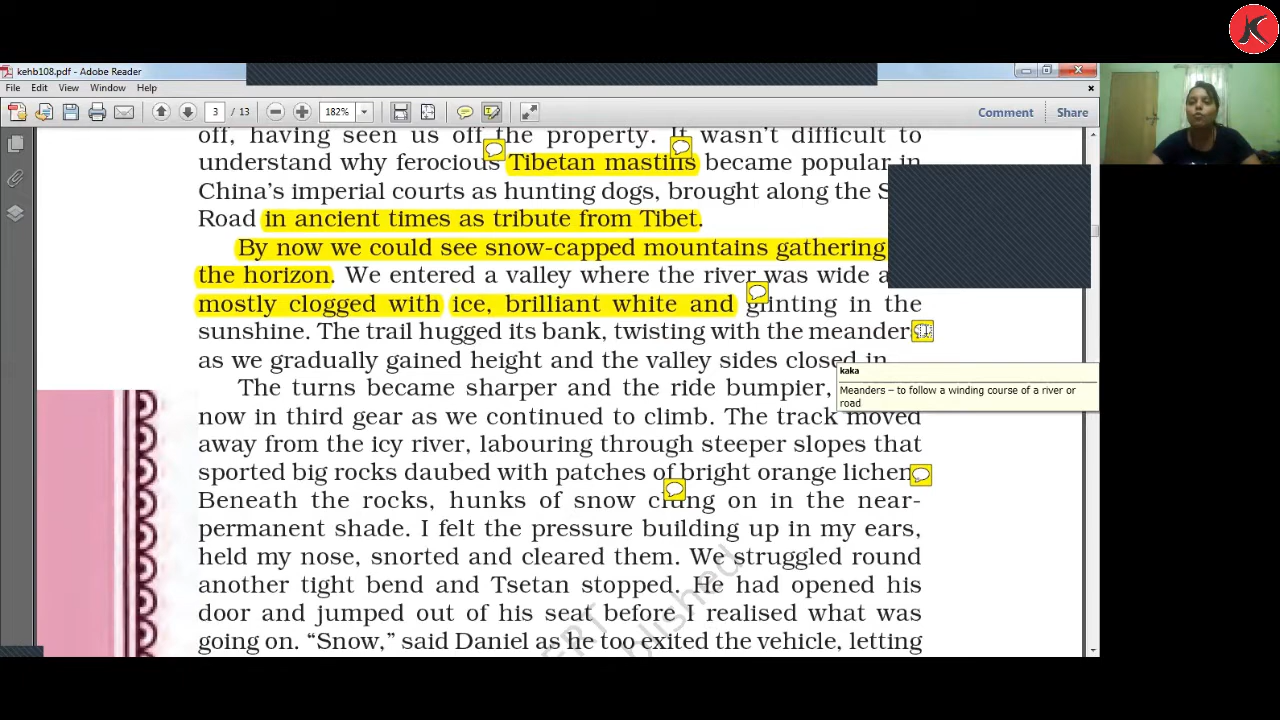 K
kehb108.pdf - Adobe Reader
File Edit View Window Help
3 / 13 182% Comment Share
off, having seen us off the property. It wasn't difficult to
understand why ferocious Tibetan mastiffs became popular in
China's imperial courts as hunting dogs, brought along the S
Road in ancient times as tribute from Tibet.
By now we could see snow-capped mountains gathering
the horizon. We entered a valley where the river was wide a
mostly clogged with ice, brilliant white and glinting in the
sunshine. The trail hugged its bank, twisting with the meander
as we gradually gained height and the valley sides closed in.
kaka
Meanders – to follow a winding course of a river or
road
The turns became sharper and the ride bumpier,
now in third gear as we continued to climb. The track moved
away from the icy river, labouring through steeper slopes that
sported big rocks daubed with patches of bright orange lichen
Beneath the rocks, hunks of snow clung on in the near-
permanent shade. I felt the pressure building up in my ears,
held my nose, snorted and cleared them. We struggled round
another tight bend and Tsetan stopped. He had opened his
door and jumped out of his seat before I realised what was
going on. “Snow,” said Daniel as he too exited the vehicle, letting